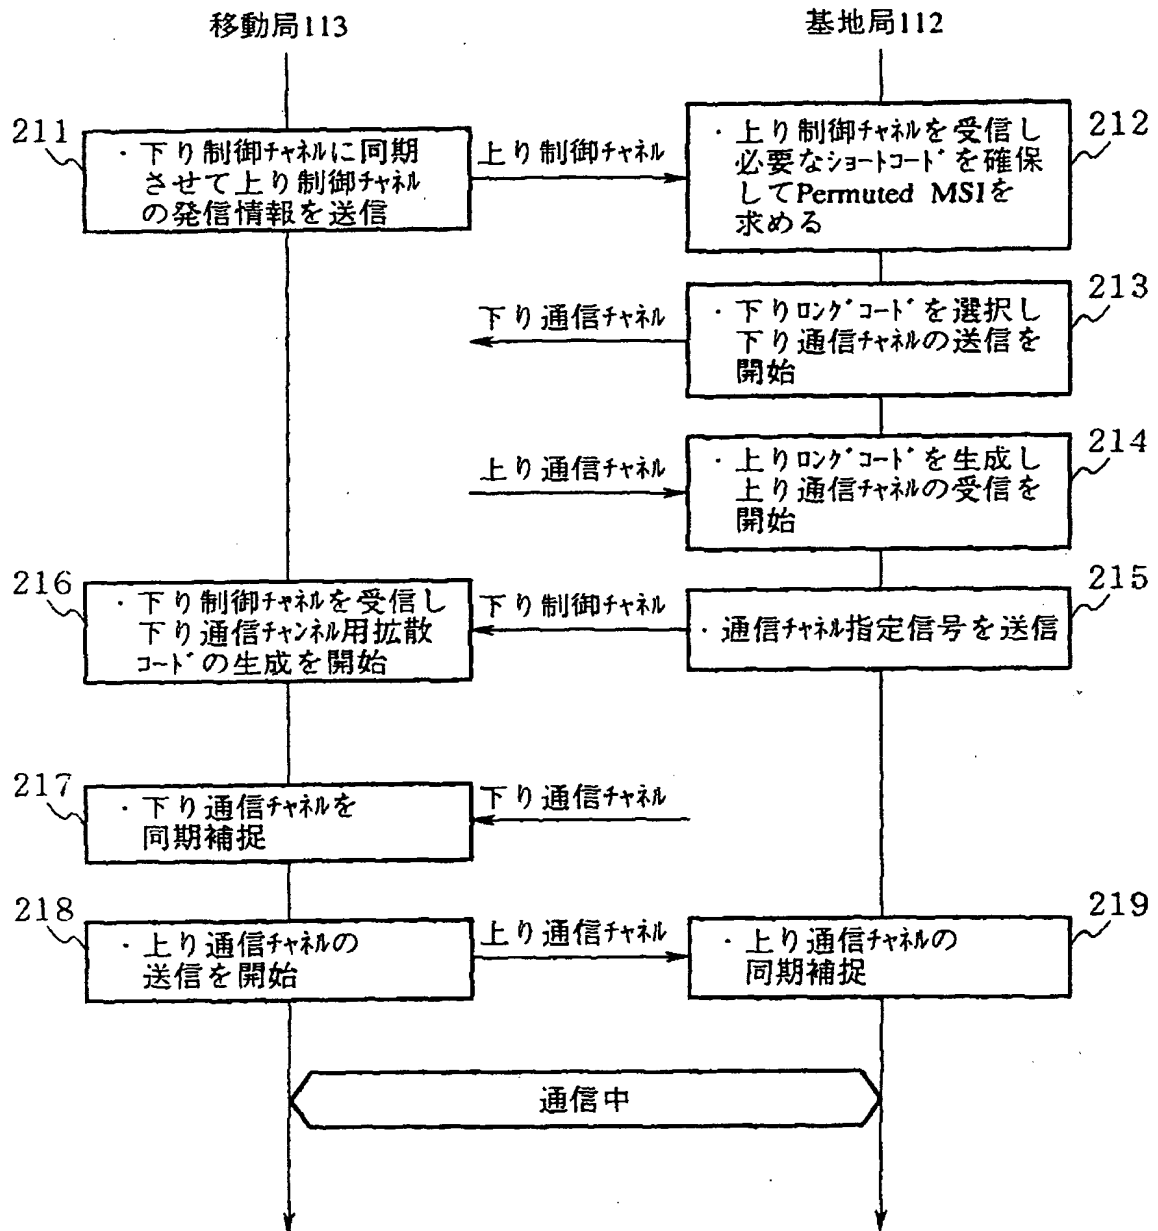 移動局113
基地局112
211
・下り制御ﾁｬﾈﾙに同期
させて上り制御ﾁｬﾈﾙ
の発信情報を送信
上り制御ﾁｬﾈﾙ
212
・上り制御ﾁｬﾈﾙを受信し
必要なｼｮｰﾄｺｰﾄﾞを確保
してPermuted MSIを
求める
下り通信ﾁｬﾈﾙ
213
・下りﾛﾝｸﾞｺｰﾄﾞを選択し
下り通信ﾁｬﾈﾙの送信を
開始
上り通信ﾁｬﾈﾙ
214
・上りﾛﾝｸﾞｺｰﾄﾞを生成し
上り通信ﾁｬﾈﾙの受信を
開始
216
・下り制御ﾁｬﾈﾙを受信し
下り通信ﾁｬﾝﾈﾙ用拡散
ｺｰﾄﾞの生成を開始
下り制御ﾁｬﾈﾙ
215
・通信ﾁｬﾈﾙ指定信号を送信
217
・下り通信ﾁｬﾈﾙを
同期補捉
下り通信ﾁｬﾈﾙ
218
・上り通信ﾁｬﾈﾙの
送信を開始
上り通信ﾁｬﾈﾙ
219
・上り通信ﾁｬﾈﾙの
同期補捉
通信中